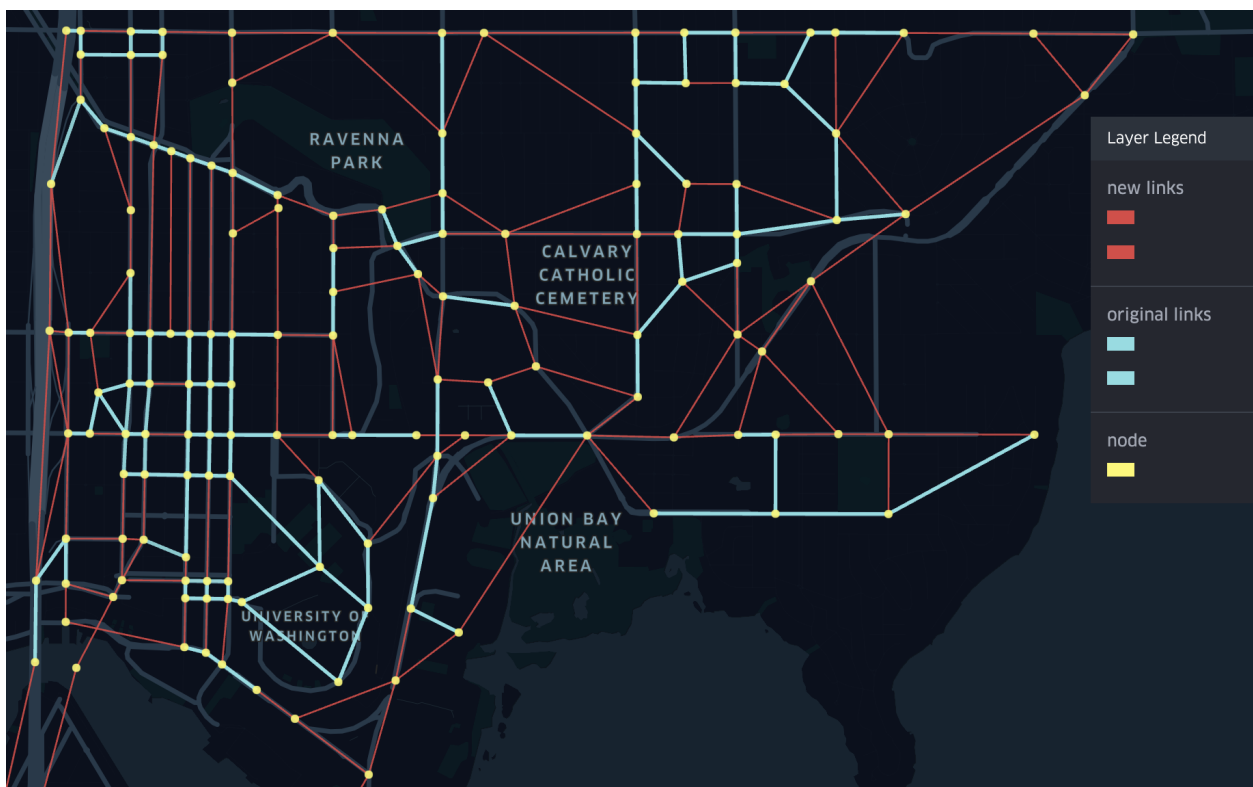 RAVENNA
PARK
CALVARY
CATHOLIC
CEMETERY
UNION BAY
NATURAL
AREA
UNIVERSITY OF
WASHINGTON
Layer Legend
new links
original links
node